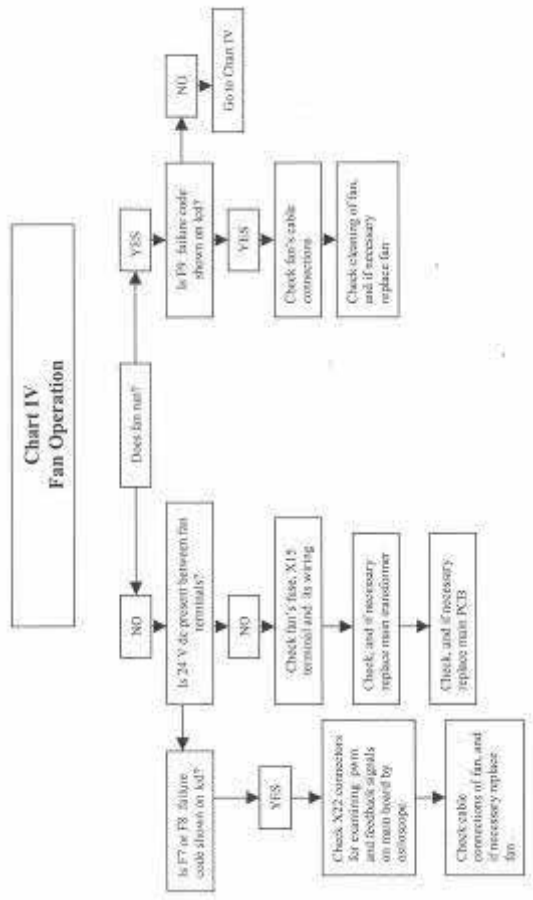 Chart IV
Fan Operation
Does fan run?
NO
YES
Is 24 V dc present between fan
terminals?
Is F9 failure code
shown on lcd?
NO
Go to Chart IV
Is F7 or F8 failure
code shown on lcd?
NO
YES
YES
Check fan's fuse, X15
terminal and its wiring
Check fan's cable
connections
Check X22 connectors
for examining pwm
and feedback signals
on main board by
osiloscope
Check, and if necessary
replace main transformer
Check cleaning of fan,
and if necessary
replace fan
Check cable
connections of fan, and
if necessary replace
fan
Check, and if necessary
replace main PCB